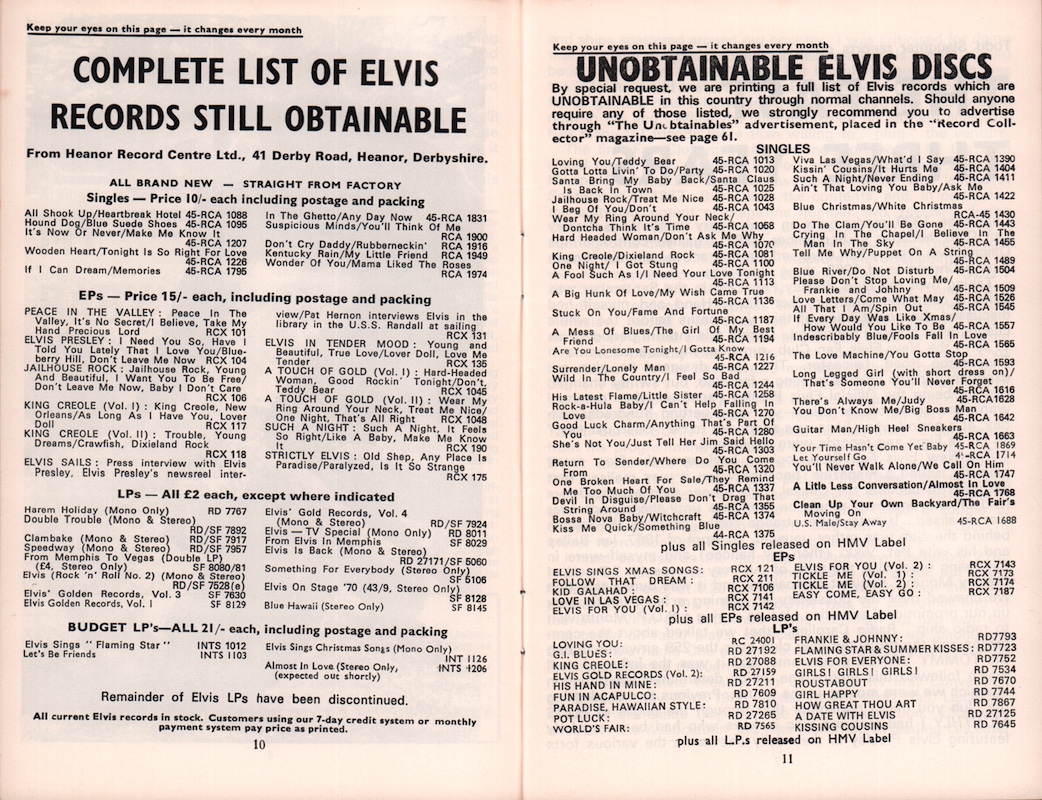 Keep your eyes on this page — it changes every month
COMPLETE LIST OF ELVIS
RECORDS STILL OBTAINABLE
From Heanor Record Centre Ltd., 41 Derby Road, Heanor, Derbyshire.
ALL BRAND NEW — STRAIGHT FROM FACTORY
Singles — Price 10/- each including postage and packing
All Shook Up/Heartbreak Hotel 45-RCA 1088
Hound Dog/Blue Suede Shoes 45-RCA 1095
It's Now Or Never/Make Me Know It
45-RCA 1207
Wooden Heart/Tonight Is So Right For Love
45-RCA 1226
If I Can Dream/Memories 45-RCA 1795
In The Ghetto/Any Day Now 45-RCA 1831
Suspicious Minds/You'll Think Of Me
RCA 1900
Don't Cry Daddy/Rubberneckin' RCA 1916
Kentucky Rain/My Little Friend RCA 1949
Wonder Of You/Mama Liked The Roses
RCA 1974
EPs — Price 15/- each, including postage and packing
PEACE IN THE VALLEY : Peace In The
Valley, It's No Secret/I Believe, Take My
Hand Precious Lord RCX 101
ELVIS PRESLEY : I Need You So, Have I
Told You Lately That I Love You/Blue-
berry Hill, Don't Leave Me Now RCX 104
JAILHOUSE ROCK : Jailhouse Rock, Young
And Beautiful, I Want You To Be Free/
Don't Leave Me Now, Baby I Don't Care
RCX 106
KING CREOLE (Vol. I) : King Creole, New
Orleans/As Long As I Have You, Lover
Doll RCX 117
KING CREOLE (Vol. II) : Trouble, Young
Dreams/Crawfish, Dixieland Rock
RCX 118
ELVIS SAILS : Press interview with Elvis
Presley, Elvis Presley's newsreel inter-
view/Pat Hernon interviews Elvis in the
library in the U.S.S. Randall at sailing
RCX 131
ELVIS IN TENDER MOOD : Young and
Beautiful, True Love/Lover Doll, Love Me
Tender RCX 135
A TOUCH OF GOLD (Vol. I) : Hard-Headed
Woman, Good Rockin' Tonight/Don't,
Teddy Bear RCX 1045
A TOUCH OF GOLD (Vol. II) : Wear My
Ring Around Your Neck, Treat Me Nice/
One Night, That's All Right RCX 1048
SUCH A NIGHT : Such A Night, It Feels
So Right/Like A Baby, Make Me Know
It RCX 190
STRICTLY ELVIS : Old Shep, Any Place Is
Paradise/Paralyzed, Is It So Strange
RCX 175
LPs — All £2 each, except where indicated
Harem Holiday (Mono Only) RD 7767
Double Trouble (Mono & Stereo)
RD/SF 7892
Clambake (Mono & Stereo) RD/SF 7917
Speedway (Mono & Stereo) RD/SF 7957
From Memphis To Vegas (Double LP)
(£4, Stereo Only) SF 8080/81
Elvis (Rock 'n' Roll No. 2) (Mono & Stereo)
RD/SF 7528(e)
Elvis' Golden Records, Vol. 3 SF 7630
Elvis Golden Records, Vol. 1 SF 8129
Elvis' Gold Records, Vol. 4
(Mono & Stereo) RD/SF 7924
Elvis — TV Special (Mono Only) RD 8011
From Elvis In Memphis SF 8029
Elvis Is Back (Mono & Stereo)
RD 27171/SF 5060
Something For Everybody (Stereo Only)
SF 5106
Elvis On Stage '70 (43/9, Stereo Only)
SF 8128
Blue Hawaii (Stereo Only) SF 8145
BUDGET LP's—ALL 21/- each, including postage and packing
Elvis Sings " Flaming Star " INTS 1012
Let's Be Friends INTS 1103
Elvis Sings Christmas Songs (Mono Only)
INT 1126
Almost In Love (Stereo Only, INTS 1206
(expected out shortly)
Remainder of Elvis LPs have been discontinued.
All current Elvis records in stock. Customers using our 7-day credit system or monthly
payment system pay price as printed.
10
Keep your eyes on this page — it changes every month
UNOBTAINABLE ELVIS DISCS
By special request, we are printing a full list of Elvis records which are
UNOBTAINABLE in this country through normal channels. Should anyone
require any of those listed, we strongly recommend you to advertise
through "The Unobtainables" advertisement, placed in the "Record Coll-
ector" magazine—see page 61.
SINGLES
Loving You/Teddy Bear 45-RCA 1013
Gotta Lotta Livin' To Do/Party 45-RCA 1020
Santa Bring My Baby Back/Santa Claus
Is Back In Town 45-RCA 1025
Jailhouse Rock/Treat Me Nice 45-RCA 1028
I Beg Of You/Don't 45-RCA 1043
Wear My Ring Around Your Neck/
Dontcha Think It's Time 45-RCA 1058
Hard Headed Woman/Don't Ask Me Why
45-RCA 1070
King Creole/Dixieland Rock 45-RCA 1081
One Night/ I Got Stung 45-RCA 1100
A Fool Such As I/I Need Your Love Tonight
45-RCA 1113
A Big Hunk Of Love/My Wish Came True
45-RCA 1136
Stuck On You/Fame And Fortune
45-RCA 1187
A Mess Of Blues/The Girl Of My Best
Friend 45-RCA 1194
Are You Lonesome Tonight/I Gotta Know
45-RCA 1216
Surrender/Lonely Man 45-RCA 1227
Wild In The Country/I Feel So Bad
45-RCA 1244
His Latest Flame/Little Sister 45-RCA 1258
Rock-a-Hula Baby/I Can't Help Falling In
Love 45-RCA 1270
Good Luck Charm/Anything That's Part Of
You 45-RCA 1280
She's Not You/Just Tell Her Jim Said Hello
45-RCA 1303
Return To Sender/Where Do You Come
From 45-RCA 1320
One Broken Heart For Sale/They Remind
Me Too Much Of You 45-RCA 1337
Devil In Disguise/Please Don't Drag That
String Around 45-RCA 1355
Bossa Nova Baby/Witchcraft 45-RCA 1374
Kiss Me Quick/Something Blue
44-RCA 1375
Viva Las Vegas/What'd I Say 45-RCA 1390
Kissin' Cousins/It Hurts Me 45-RCA 1404
Such A Night/Never Ending 45-RCA 1411
Ain't That Loving You Baby/Ask Me
45-RCA 1422
Blue Christmas/White Christmas
RCA-45 1430
Do The Clam/You'll Be Gone 45-RCA 1443
Crying In The Chapel/I Believe In The
Man In The Sky 45-RCA 1455
Tell Me Why/Puppet On A String
45-RCA 1489
Blue River/Do Not Disturb 45-RCA 1504
Please Don't Stop Loving Me/
Frankie and Johny 45-RCA 1509
Love Letters/Come What May 45-RCA 1526
All That I Am/Spin Out 45-RCA 1545
If Every Day Was Like Xmas/
How Would You Like To Be 45-RCA 1557
Indescribably Blue/Fools Fall In Love
45-RCA 1565
The Love Machine/You Gotta Stop
45-RCA 1593
Long Legged Girl (with short dress on)/
That's Someone You'll Never Forget
45-RCA 1616
There's Always Me/Judy 45-RCA1628
You Don't Know Me/Big Boss Man
45-RCA 1642
Guitar Man/High Heel Sneakers
45-RCA 1663
Your Time Hasn't Come Yet Baby 45-RCA 1869
Let Yourself Go RCA 1714
You'll Never Walk Alone/We Call On Him
45-RCA 1747
A Little Less Conversation/Almost In Love
45-RCA 1768
Clean Up Your Own Backyard/The Fair's
Moving On
U.S. Male/Stay Away 45-RCA 1688
plus all Singles released on HMV Label
EPs
ELVIS SINGS XMAS SONGS: RCX 121
FOLLOW THAT DREAM : RCX 211
KID GALAHAD : RCX 7106
LOVE IN LAS VEGAS : RCX 7141
ELVIS FOR YOU (Vol. I) : RCX 7142
ELVIS FOR YOU (Vol. 2) : RCX 7143
TICKLE ME (Vol. 1) : RCX 7173
TICKLE ME (Vol. 2) : RCX 7174
EASY COME, EASY GO : RCX 7187
plus all EPs released on HMV Label
LP's
LOVING YOU: RC 24001
G.I. BLUES: RD 27192
KING CREOLE: RD 27088
ELVIS GOLD RECORDS (Vol. 2): RD 27159
HIS HAND IN MINE: RD 27211
FUN IN ACAPULCO: RD 7609
PARADISE, HAWAIIAN STYLE: RD 7810
POT LUCK: RD 27265
WORLD'S FAIR: RD 7565
FRANKIE & JOHNNY: RD7793
FLAMING STAR & SUMMER KISSES: RD7723
ELVIS FOR EVERYONE: RD7752
GIRLS! GIRLS! GIRLS! RD 7534
ROUSTABOUT RD 7670
GIRL HAPPY RD 7744
HOW GREAT THOU ART RD 7867
A DATE WITH ELVIS RD 27125
KISSING COUSINS RD 7645
plus all L.P.s released on HMV Label
11